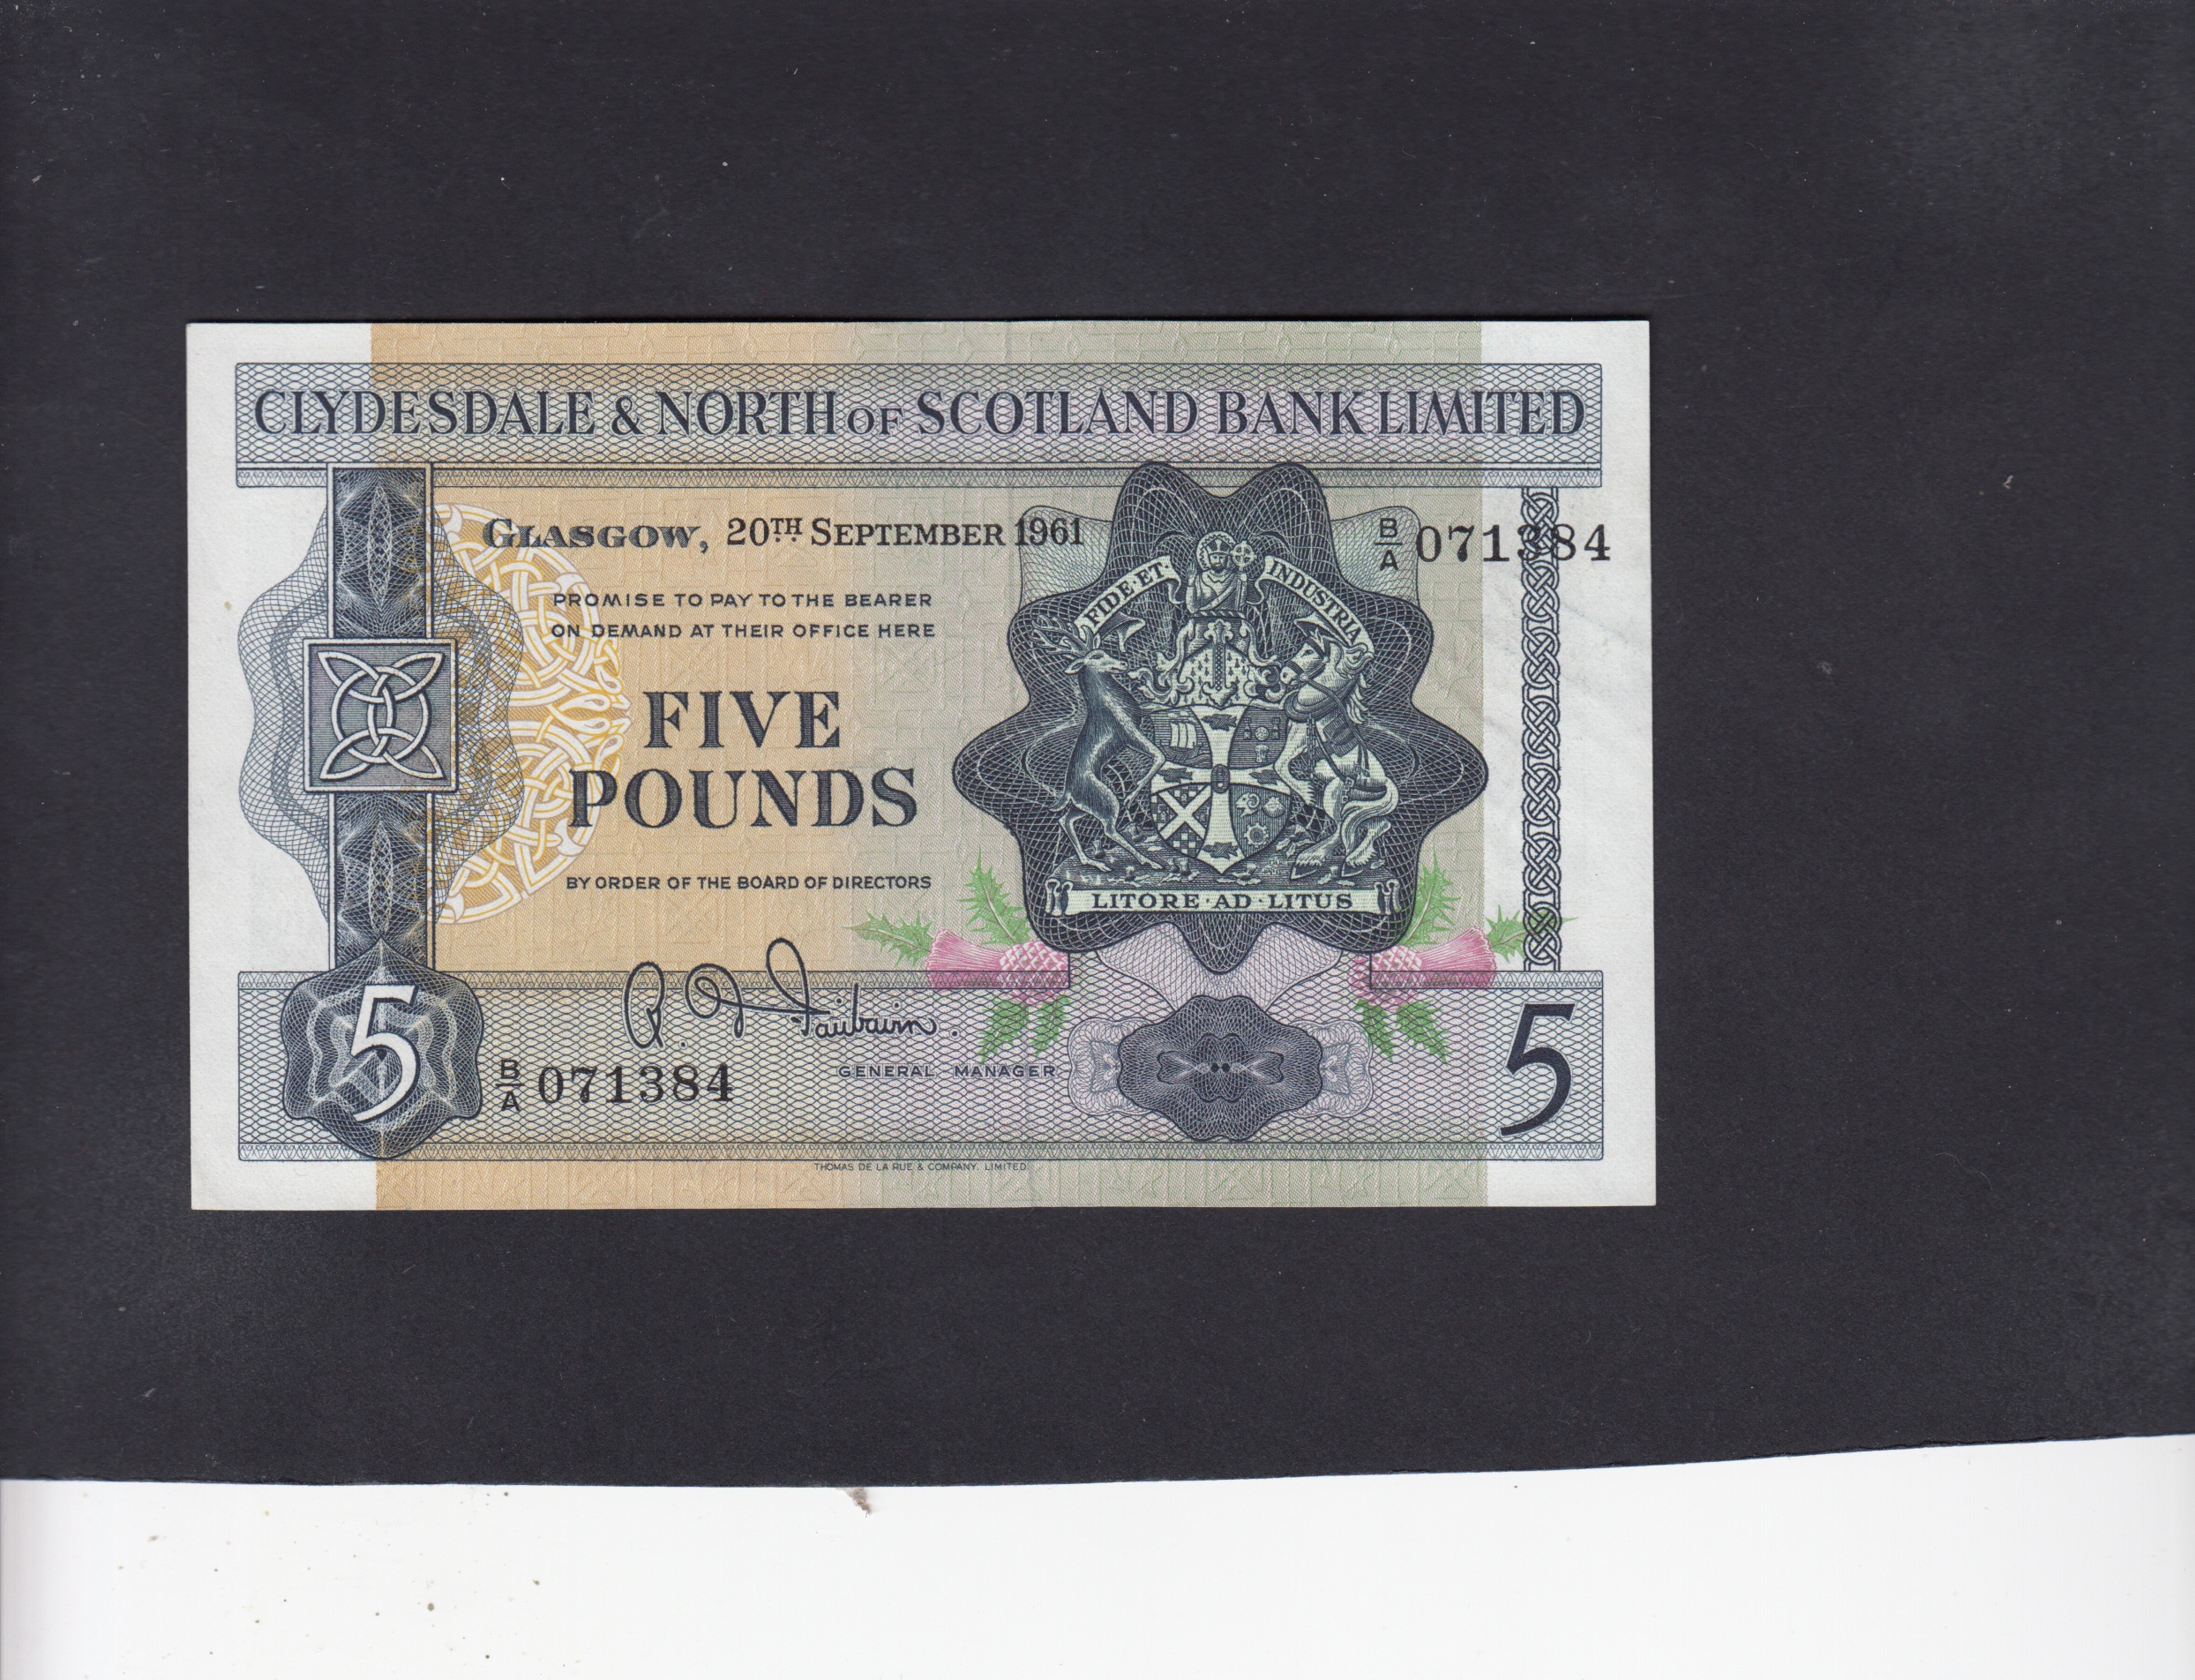 CLYDESDALE & NORTH OF SCOTLAND BANK LIMITED
GLASGOW, 20TH SEPTEMBER 1961
B/A 071384
PROMISE TO PAY TO THE BEARER
ON DEMAND AT THEIR OFFICE HERE
FIVE
POUNDS
BY ORDER OF THE BOARD OF DIRECTORS
FIDE·ET INDUSTRIA
LITORE·AD·LITUS
R. D. Fairbairn.
GENERAL MANAGER
5
B/A 071384
5
THOMAS DE LA RUE & COMPANY. LIMITED.